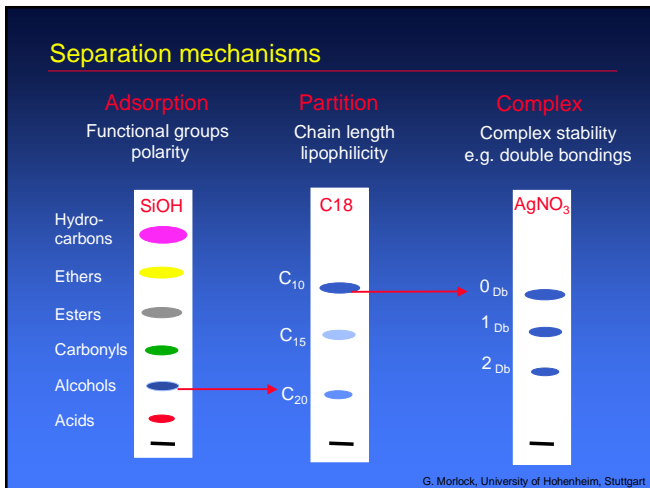 Separation mechanisms
Adsorption
Functional groups
polarity
SiOH
Hydro-
carbons
Ethers
Esters
Carbonyls
Alcohols
Acids
Partition
Chain length
lipophilicity
C18
C10
C15
C20
Complex
Complex stability
e.g. double bondings
AgNO3
0 Db
1 Db
2 Db
G. Morlock, University of Hohenheim, Stuttgart